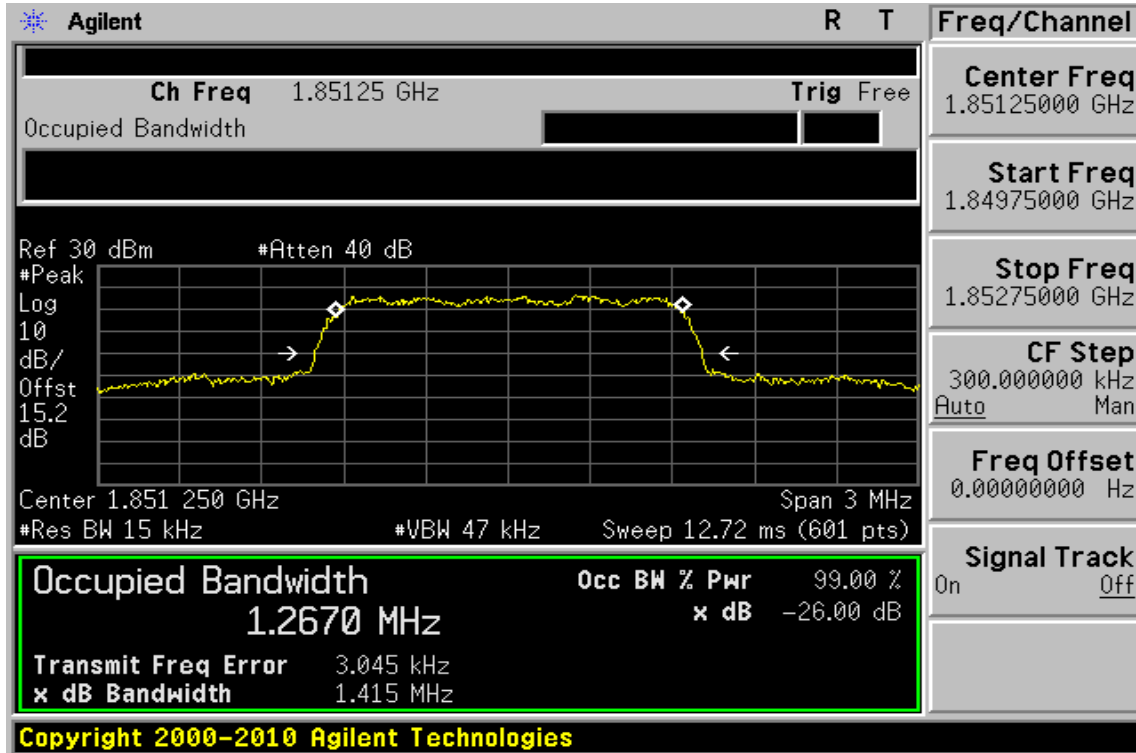 Agilent R T Freq/Channel
Ch Freq 1.85125 GHz Trig Free
Occupied Bandwidth
Center Freq
1.85125000 GHz
Start Freq
1.84975000 GHz
Stop Freq
1.85275000 GHz
CF Step
300.000000 kHz
Auto Man
Freq Offset
0.00000000 Hz
Signal Track
On Off
Ref 30 dBm #Atten 40 dB
#Peak
Log
10
dB/
Offst
15.2
dB
Center 1.851 250 GHz Span 3 MHz
#Res BW 15 kHz #VBW 47 kHz Sweep 12.72 ms (601 pts)
Occupied Bandwidth Occ BW % Pwr 99.00 %
1.2670 MHz x dB -26.00 dB
Transmit Freq Error 3.045 kHz
x dB Bandwidth 1.415 MHz
Copyright 2000-2010 Agilent Technologies